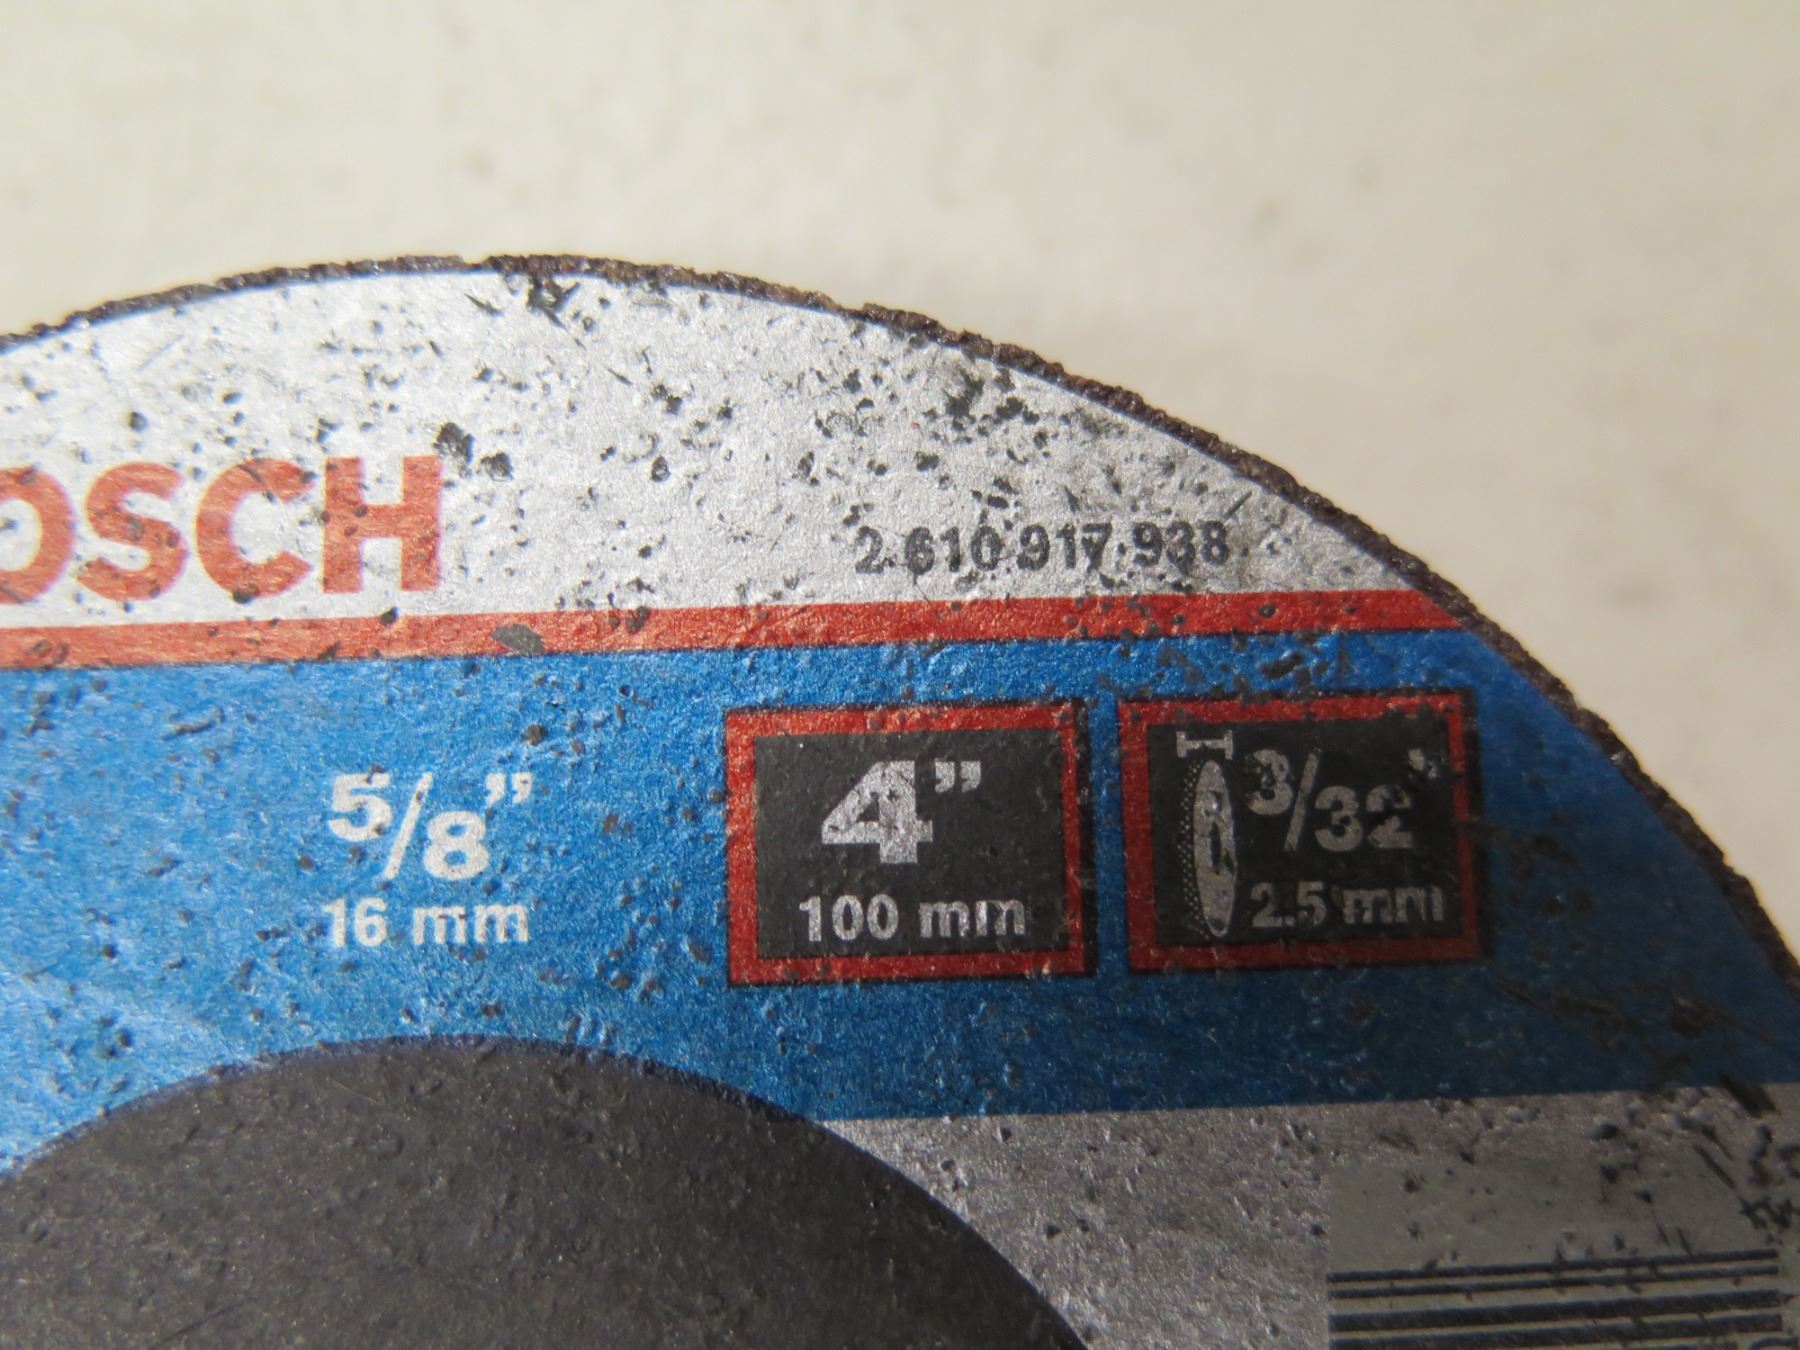 OSCH
2 610 917 938
5/8”
16 mm
4”
100 mm
3/32”
2.5 mm